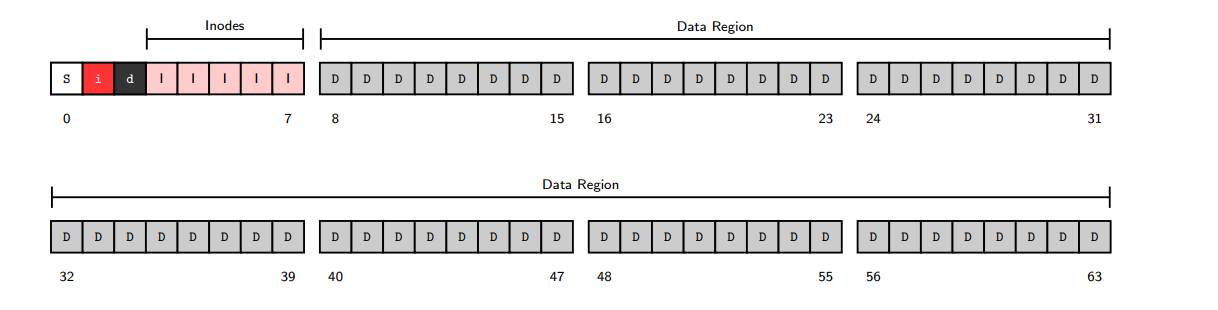 Inodes Data Region
S i d I I I I I D D D D D D D D D D D D D D D D D D D D D D D D
0 7 8 15 16 23 24 31
Data Region
D D D D D D D D D D D D D D D D D D D D D D D D D D D D D D D D
32 39 40 47 48 55 56 63